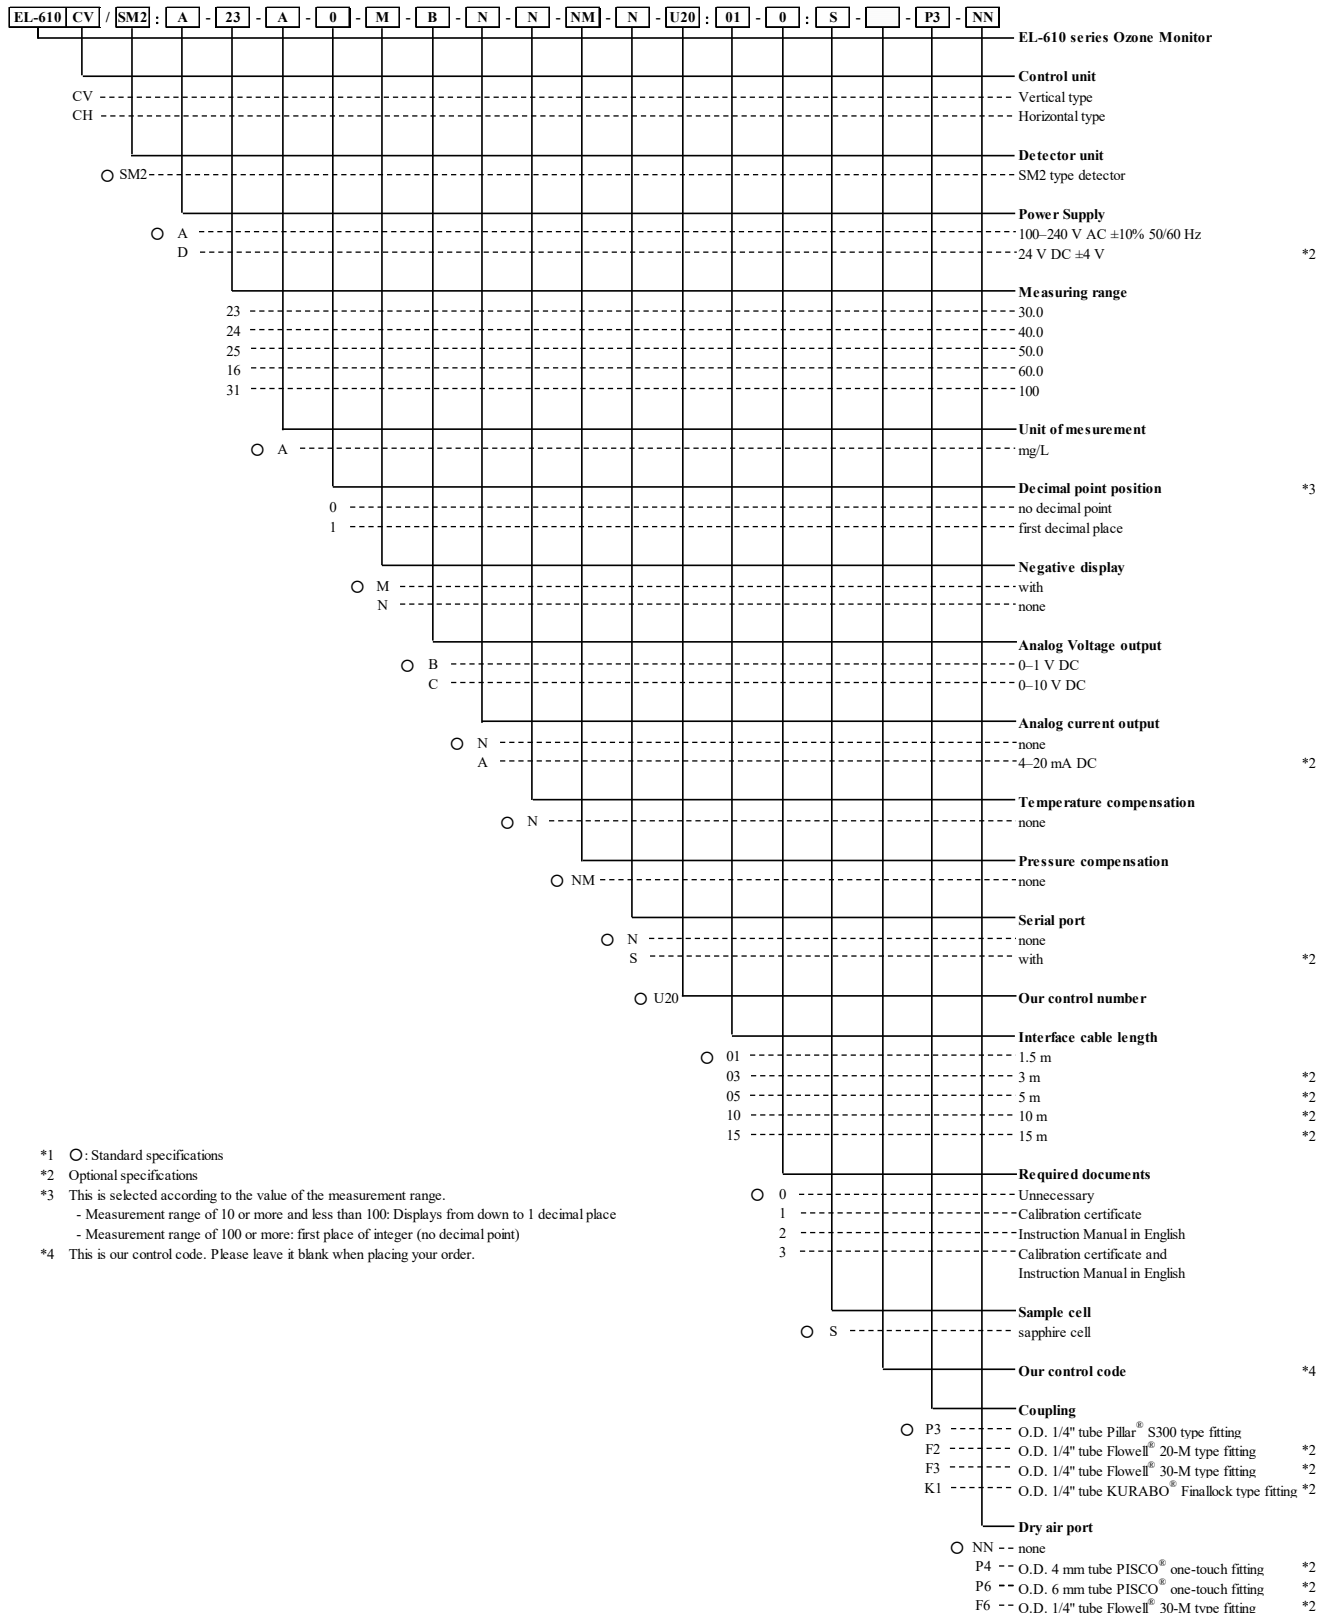 EL-610 CV / SM2 : A - 23 - A - 0 - M - B - N - N - NM - N - U20 : 01 - 0 : S - - P3 - NN
EL-610 series Ozone Monitor
Control unit
CV Vertical type
CH Horizontal type
Detector unit
○ SM2 SM2 type detector
Power Supply
○ A 100–240 V AC ±10% 50/60 Hz
D 24 V DC ±4 V *2
Measuring range
23 30.0
24 40.0
25 50.0
16 60.0
31 100
Unit of mesurement
○ A mg/L
Decimal point position *3
0 no decimal point
1 first decimal place
Negative display
○ M with
N none
Analog Voltage output
○ B 0–1 V DC
C 0–10 V DC
Analog current output
○ N none
A 4–20 mA DC *2
Temperature compensation
○ N none
Pressure compensation
○ NM none
Serial port
○ N none
S with *2
○ U20 Our control number
Interface cable length
○ 01 1.5 m
03 3 m *2
05 5 m *2
10 10 m *2
15 15 m *2
*1 ○: Standard specifications
*2 Optional specifications
*3 This is selected according to the value of the measurement range.
- Measurement range of 10 or more and less than 100: Displays from down to 1 decimal place
- Measurement range of 100 or more: first place of integer (no decimal point)
*4 This is our control code. Please leave it blank when placing your order.
Required documents
○ 0 Unnecessary
1 Calibration certificate
2 Instruction Manual in English
3 Calibration certificate and
Instruction Manual in English
Sample cell
○ S sapphire cell
Our control code *4
Coupling
○ P3 O.D. 1/4" tube Pillar® S300 type fitting
F2 O.D. 1/4" tube Flowell® 20-M type fitting *2
F3 O.D. 1/4" tube Flowell® 30-M type fitting *2
K1 O.D. 1/4" tube KURABO® Finallock type fitting *2
Dry air port
○ NN none
P4 O.D. 4 mm tube PISCO® one-touch fitting *2
P6 O.D. 6 mm tube PISCO® one-touch fitting *2
F6 O.D. 1/4" tube Flowell® 30-M type fitting *2